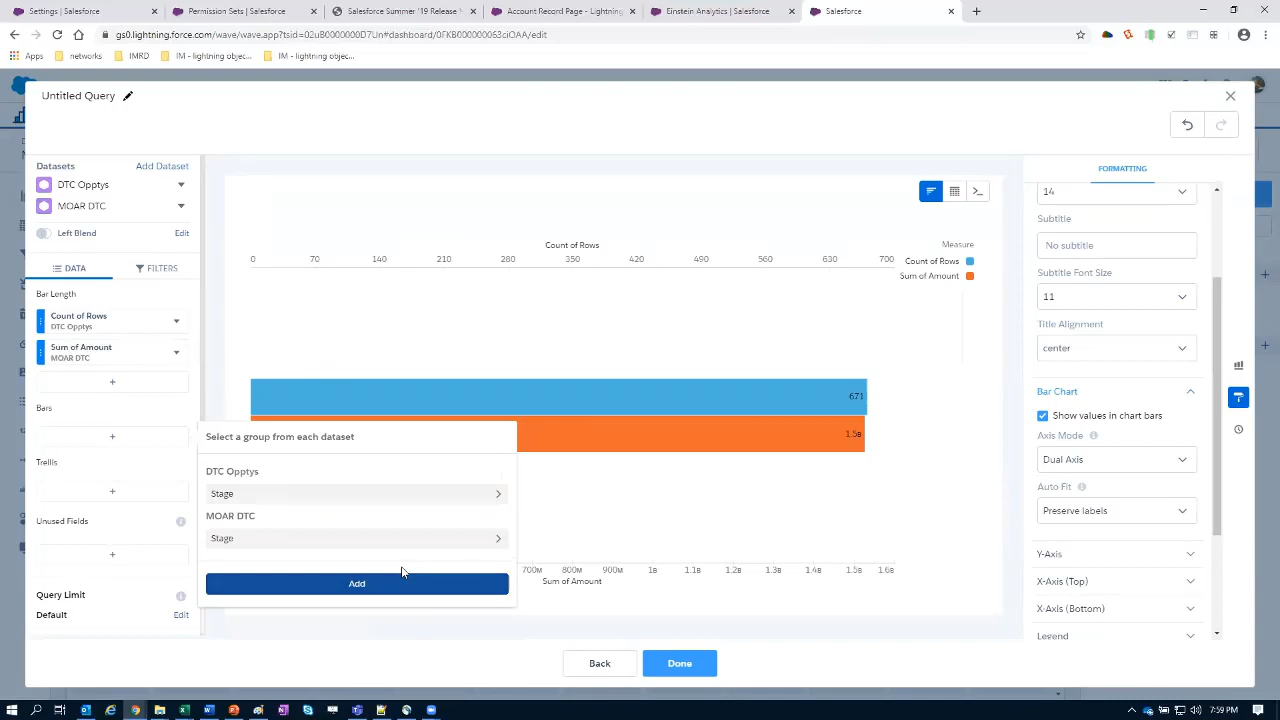 Settings | Salesforce
Permission Sets | Salesforce
Salesforce Summer '19 Release
Account Record Page - Lightning
Einstein Analytics | Salesforce
Salesforce
gs0.lightning.force.com/wave/wave.app?tsid=02uB0000000D7Un#dashboard/0FKB000000063ciOAA/edit
Apps
networks
IMRD
IM - lightning objec...
IM - lightning objec...
Untitled Query
Datasets
Add Dataset
DTC Opptys
MOAR DTC
Left Blend
Edit
DATA
FILTERS
Bar Length
Count of Rows
DTC Opptys
Sum of Amount
MOAR DTC
Bars
Trellis
Unused Fields
Query Limit
Default
Edit
Select a group from each dataset
DTC Opptys
Stage
MOAR DTC
Stage
Add
Count of Rows
0 70 140 210 280 350 420 490 560 630 700
Measure
Count of Rows
Sum of Amount
671
1.5B
700M 800M 900M 1B 1.1B 1.2B 1.3B 1.4B 1.5B 1.6B
Sum of Amount
FORMATTING
14
Subtitle
No subtitle
Subtitle Font Size
11
Title Alignment
center
Bar Chart
Show values in chart bars
Axis Mode
Dual Axis
Auto Fit
Preserve labels
Y-Axis
X-Axis (Top)
X-Axis (Bottom)
Legend
Back
Done
7:59 PM